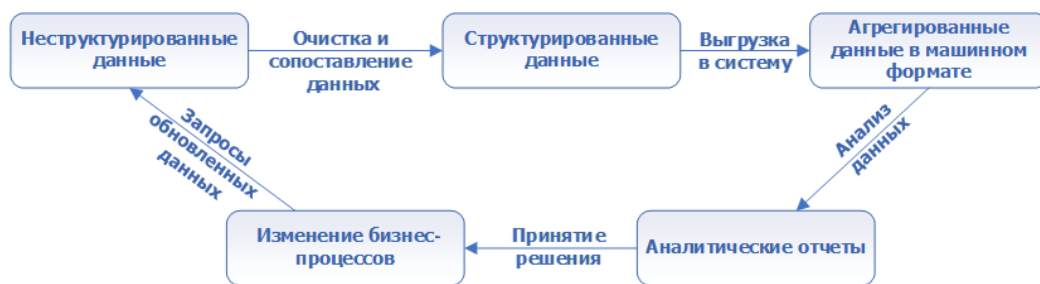 Неструктурированные
данные
Очистка и
сопоставление
данных
Структурированные
данные
Выгрузка
в систему
Агрегированные
данные в машинном
формате
Анализ
данных
Аналитические отчеты
Принятие
решения
Изменение бизнес-
процессов
Запросы
обновленных
данных